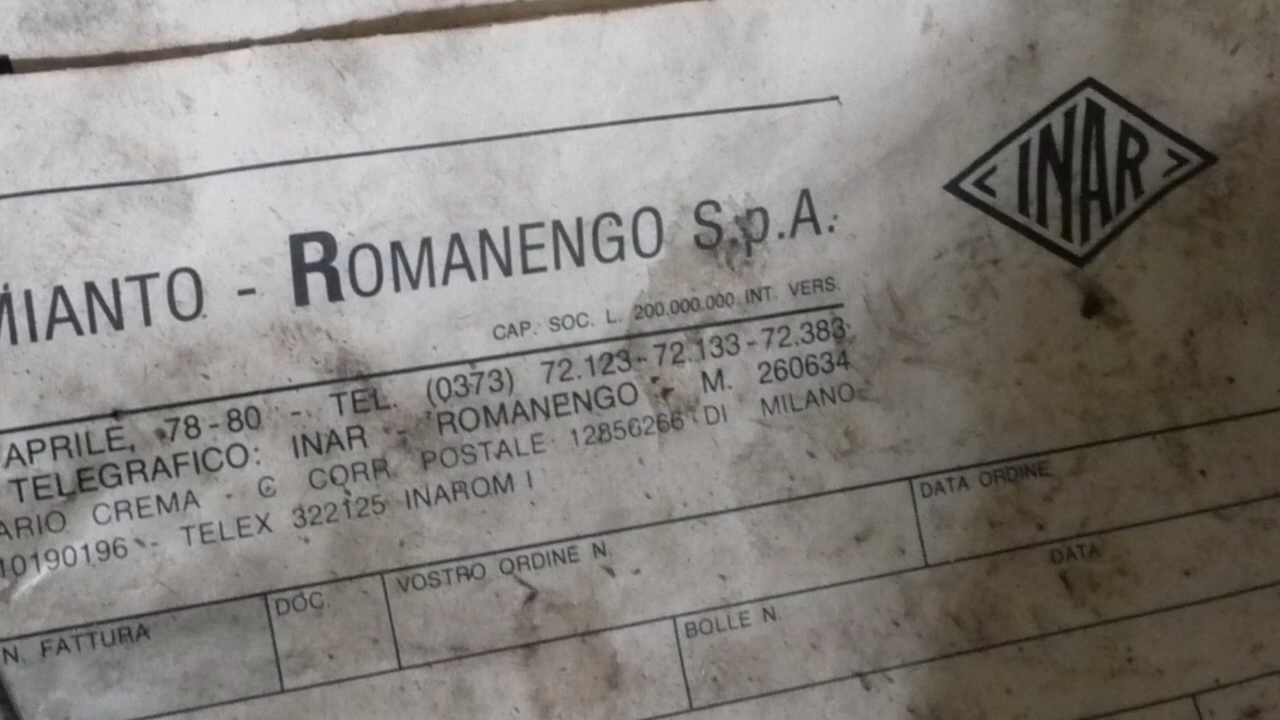 INAR
MIANTO - ROMANENGO S.p.A.
CAP. SOC. L. 200.000.000 INT. VERS.
APRILE, 78-80 - TEL. (0373) 72.123-72.133-72.383
TELEGRAFICO: INAR - ROMANENGO - M. 260634
ARIO CREMA - C CORR. POSTALE 12856266 DI MILANO
10190196 - TELEX 322125 INAROM I
N. FATTURA
DOC.
VOSTRO ORDINE N.
DATA ORDINE
BOLLE N.
DATA